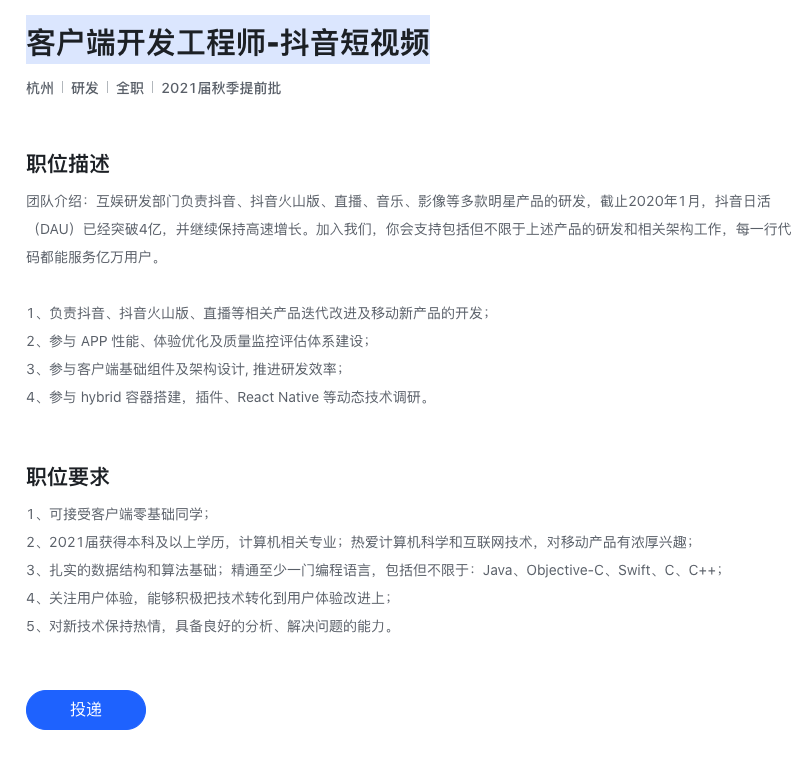 客户端开发工程师-抖音短视频
杭州 | 研发 | 全职 | 2021届秋季提前批
职位描述
团队介绍：互娱研发部门负责抖音、抖音火山版、直播、音乐、影像等多款明星产品的研发，截止2020年1月，抖音日活
（DAU）已经突破4亿，并继续保持高速增长。加入我们，你会支持包括但不限于上述产品的研发和相关架构工作，每一行代
码都能服务亿万用户。
1、负责抖音、抖音火山版、直播等相关产品迭代改进及移动新产品的开发；
2、参与 APP 性能、体验优化及质量监控评估体系建设；
3、参与客户端基础组件及架构设计, 推进研发效率；
4、参与 hybrid 容器搭建，插件、React Native 等动态技术调研。
职位要求
1、可接受客户端零基础同学；
2、2021届获得本科及以上学历，计算机相关专业；热爱计算机科学和互联网技术，对移动产品有浓厚兴趣；
3、扎实的数据结构和算法基础；精通至少一门编程语言，包括但不限于：Java、Objective-C、Swift、C、C++；
4、关注用户体验，能够积极把技术转化到用户体验改进上；
5、对新技术保持热情，具备良好的分析、解决问题的能力。
投递